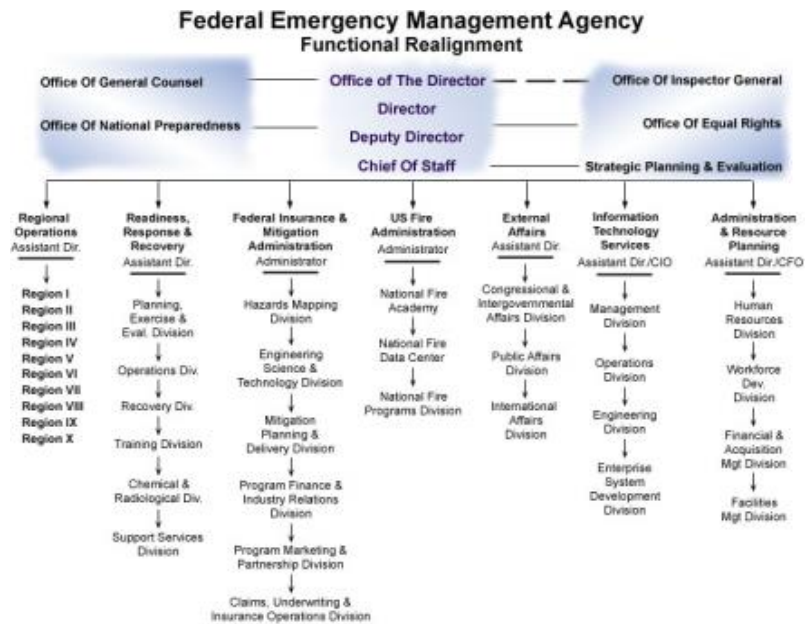 Federal Emergency Management Agency
Functional Realignment
Office Of General Counsel
Office Of National Preparedness
Office of The Director
Director
Deputy Director
Chief Of Staff
Office Of Inspector General
Office Of Equal Rights
Strategic Planning & Evaluation
Regional
Operations
Assistant Dir.
Region I
Region II
Region III
Region IV
Region V
Region VI
Region VII
Region VIII
Region IX
Region X
Readiness,
Response &
Recovery
Assistant Dir.
Planning,
Exercise &
Eval. Division
Operations Div.
Recovery Div.
Training Division
Chemical &
Radiological Div.
Support Services
Division
Federal Insurance &
Mitigation
Administration
Administrator
Hazards Mapping
Division
Engineering
Science &
Technology Division
Mitigation
Planning &
Delivery Division
Program Finance &
Industry Relations
Division
Program Marketing &
Partnership Division
Claims, Underwriting &
Insurance Operations Division
US Fire
Administration
Administrator
National Fire
Academy
National Fire
Data Center
National Fire
Programs Division
External
Affairs
Assistant Dir.
Congressional &
Intergovernmental
Affairs Division
Public Affairs
Division
International
Affairs
Division
Information
Technology
Services
Assistant Dir./CIO
Management
Division
Operations
Division
Engineering
Division
Enterprise
System
Development
Division
Administration
& Resource
Planning
Assistant Dir./CFO
Human
Resources
Division
Workforce
Dev.
Division
Financial &
Acquisition
Mgt Division
Facilities
Mgt Division